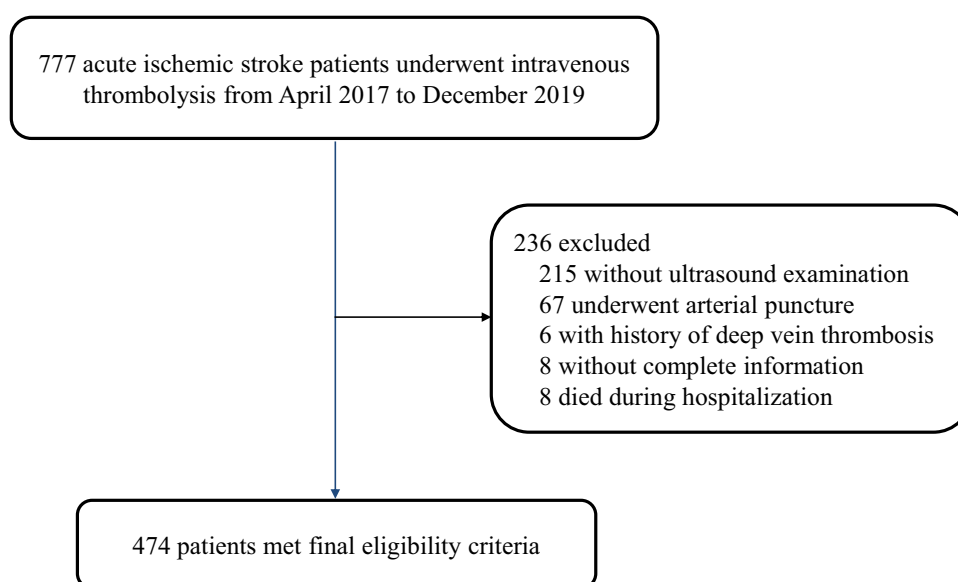 777 acute ischemic stroke patients underwent intravenous
thrombolysis from April 2017 to December 2019
236 excluded
215 without ultrasound examination
67 underwent arterial puncture
6 with history of deep vein thrombosis
8 without complete information
8 died during hospitalization
474 patients met final eligibility criteria